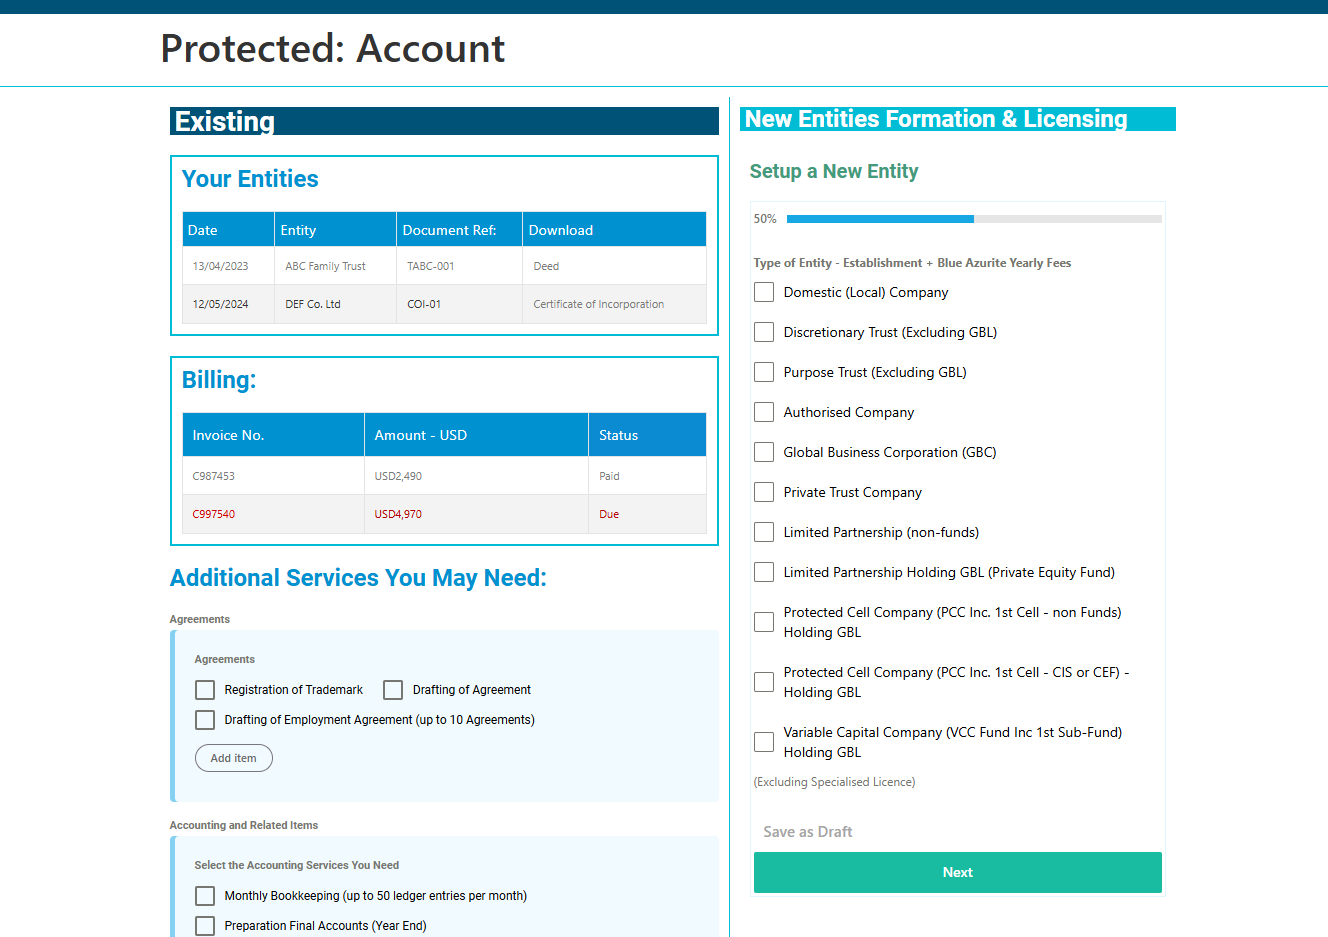 Protected: Account
Existing
Your Entities
Date Entity Document Ref: Download
13/04/2023 ABC Family Trust TABC-001 Deed
12/05/2024 DEF Co. Ltd COI-01 Certificate of Incorporation
Billing:
Invoice No. Amount - USD Status
C987453 USD2,490 Paid
C997540 USD4,970 Due
Additional Services You May Need:
Agreements
Agreements
Registration of Trademark Drafting of Agreement
Drafting of Employment Agreement (up to 10 Agreements)
Add item
Accounting and Related Items
Select the Accounting Services You Need
Monthly Bookkeeping (up to 50 ledger entries per month)
Preparation Final Accounts (Year End)
New Entities Formation & Licensing
Setup a New Entity
50%
Type of Entity - Establishment + Blue Azurite Yearly Fees
Domestic (Local) Company
Discretionary Trust (Excluding GBL)
Purpose Trust (Excluding GBL)
Authorised Company
Global Business Corporation (GBC)
Private Trust Company
Limited Partnership (non-funds)
Limited Partnership Holding GBL (Private Equity Fund)
Protected Cell Company (PCC Inc. 1st Cell - non Funds)
Holding GBL
Protected Cell Company (PCC Inc. 1st Cell - CIS or CEF) -
Holding GBL
Variable Capital Company (VCC Fund Inc 1st Sub-Fund)
Holding GBL
(Excluding Specialised Licence)
Save as Draft
Next